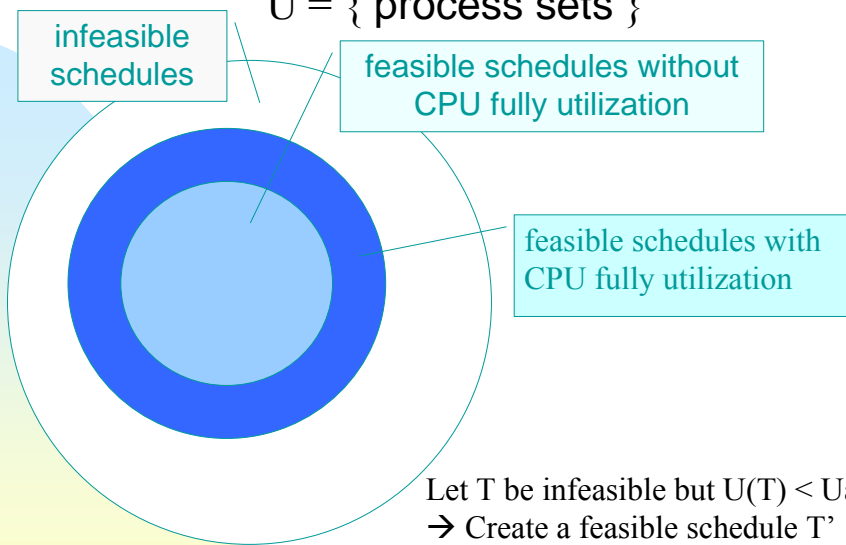 U = { process sets }
infeasible
schedules
feasible schedules without
CPU fully utilization
feasible schedules with
CPU fully utilization
Let T be infeasible but U(T) <
→ Create a feasible schedule T’